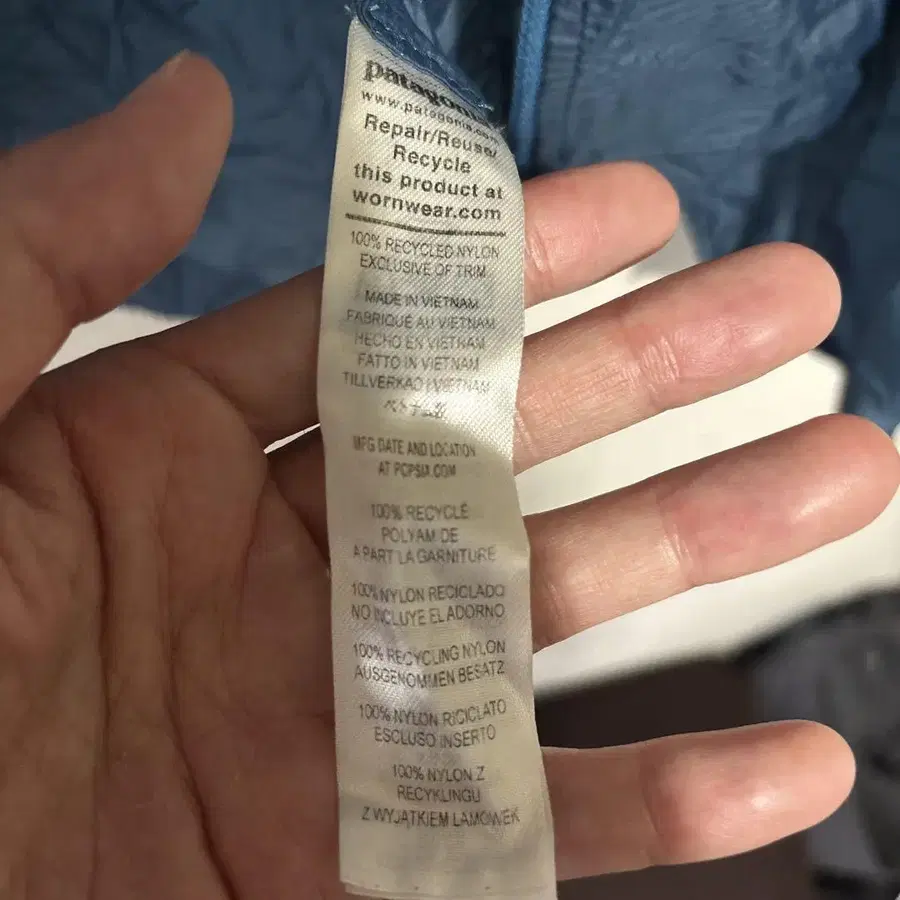 patagonia
www.patagonia.com
Repair/Reuse/
Recycle
this product at
wornwear.com
100% RECYCLED NYLON
EXCLUSIVE OF TRIM
MADE IN VIETNAM
FABRIQUÉ AU VIETNAM
HECHO EN VIETNAM
FATTO IN VIETNAM
TILLVERKAD I VIETNAM
ベトナム製
MFG DATE AND LOCATION
AT PCPSIA.COM
100% RECYCLÉ
POLYAMIDE
A PART LA GARNITURE
100% NYLON RECICLADO
NO INCLUYE EL ADORNO
100% RECYCLING NYLON
AUSGENOMMEN BESATZ
100% NYLON RICICLATO
ESCLUSO INSERTO
100% NYLON Z
RECYKLINGU
Z WYJĄTKIEM LAMÓWEK